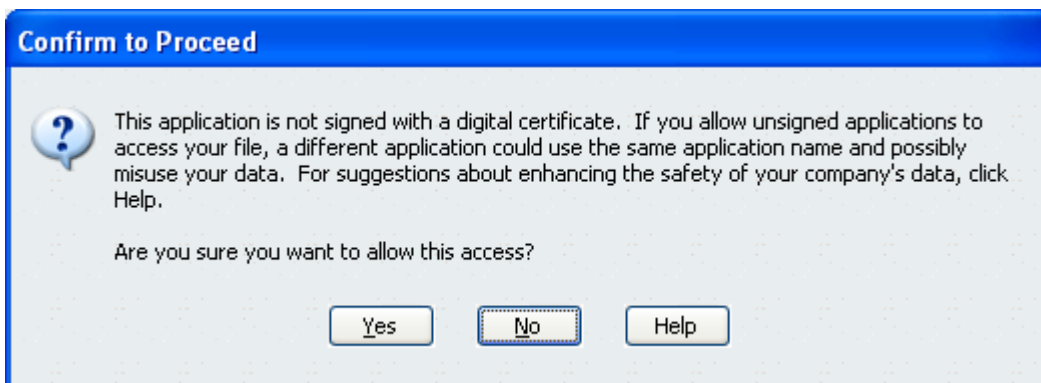 Confirm to Proceed
This application is not signed with a digital certificate.  If you allow unsigned applications to
access your file, a different application could use the same application name and possibly
misuse your data.  For suggestions about enhancing the safety of your company's data, click
Help.
Are you sure you want to allow this access?
Yes No Help